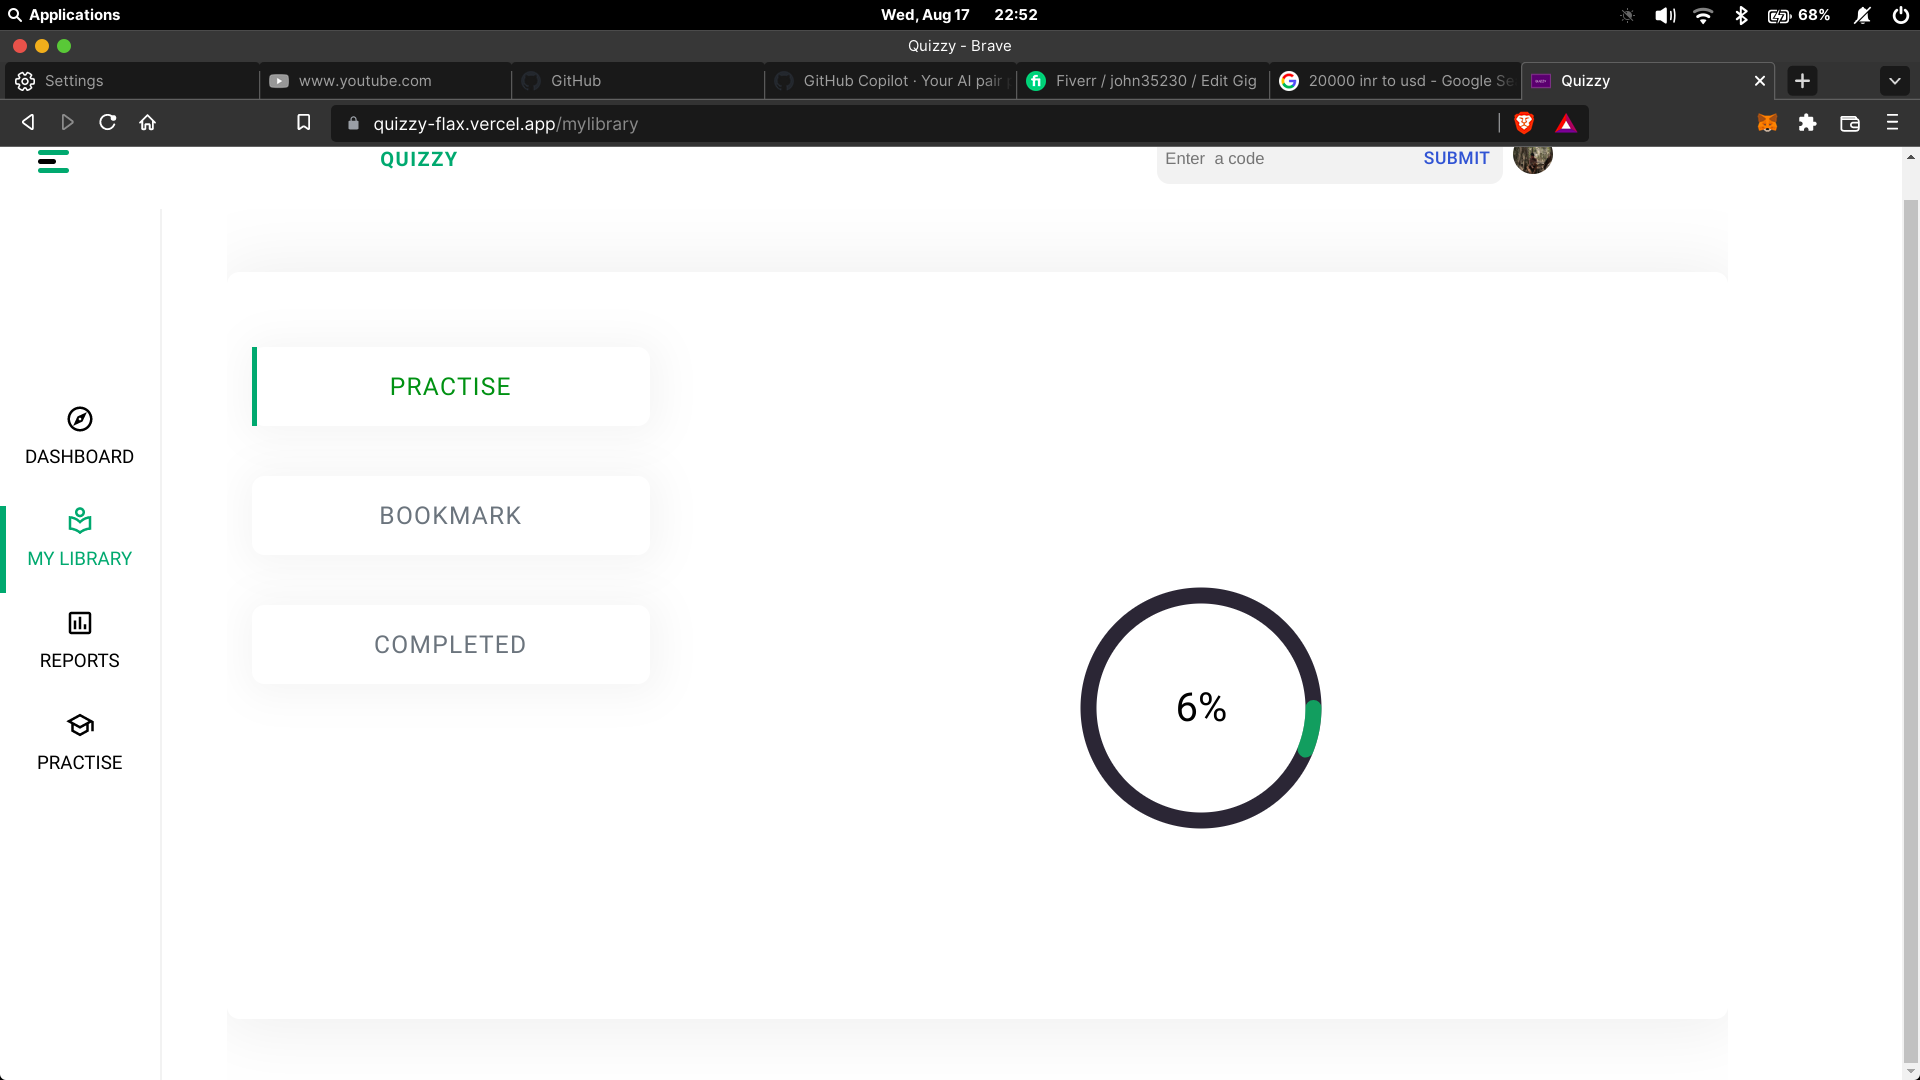 Applications
Wed, Aug 17 22:52
68%
Quizzy - Brave
Settings
www.youtube.com
GitHub
GitHub Copilot · Your AI pair
Fiverr / john35230 / Edit Gig
20000 inr to usd - Google Se
Quizzy
quizzy-flax.vercel.app/mylibrary
QUIZZY
Enter a code
SUBMIT
DASHBOARD
MY LIBRARY
REPORTS
PRACTISE
PRACTISE
BOOKMARK
COMPLETED
6%